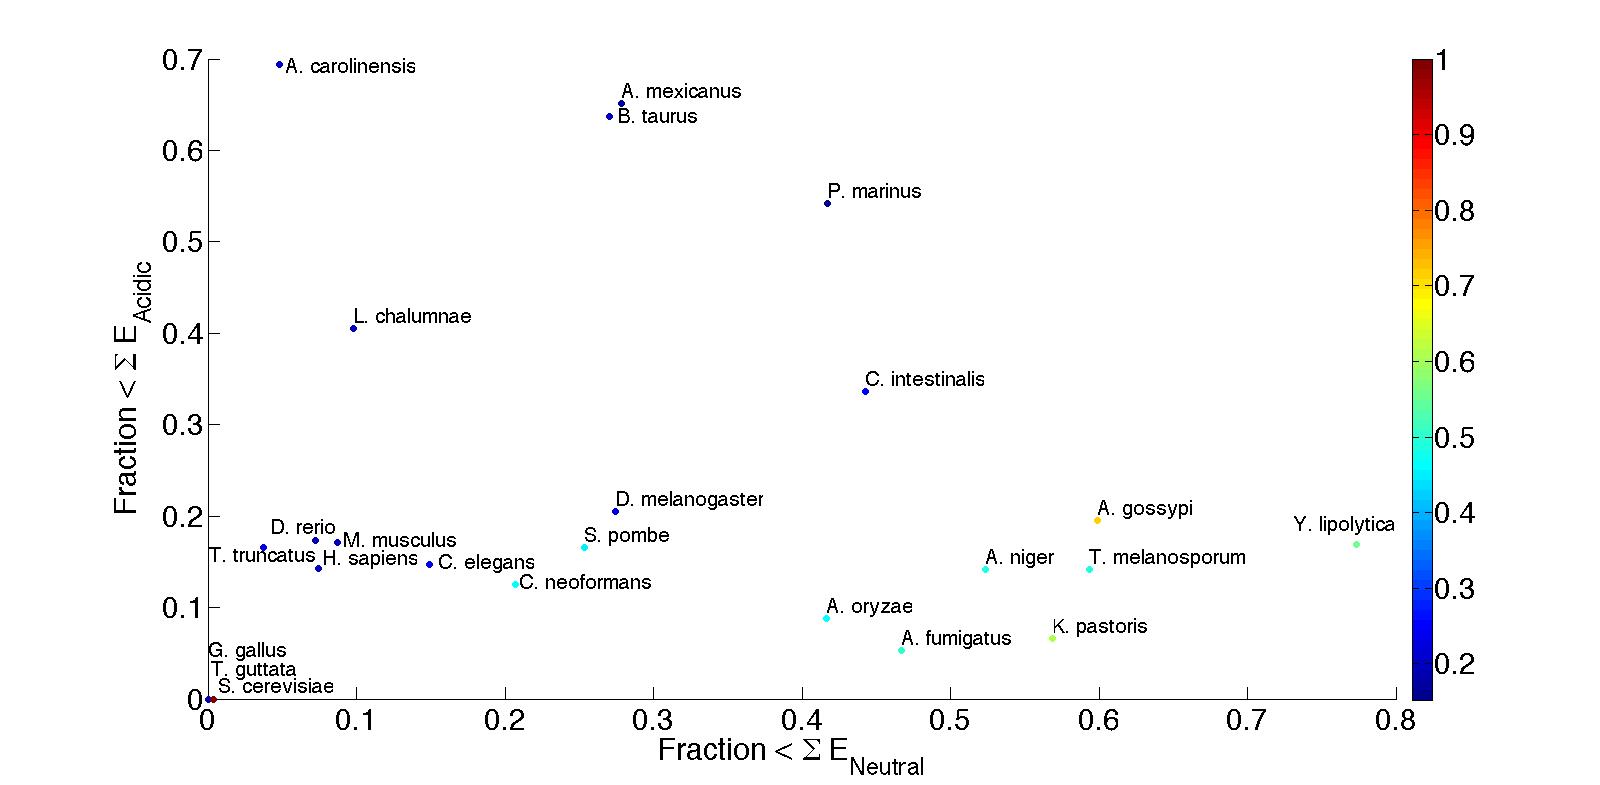 0.7
0.6
0.5
0.4
0.3
0.2
0.1
0
Fraction < Σ E_Acidic
A. carolinensis
A. mexicanus
B. taurus
P. marinus
L. chalumnae
C. intestinalis
D. melanogaster
A. gossypi
Y. lipolytica
D. rerio
S. pombe
M. musculus
T. truncatus
H. sapiens
C. elegans
A. niger
T. melanosporum
C. neoformans
A. oryzae
K. pastoris
A. fumigatus
G. gallus
T. guttata
S. cerevisiae
0 0.1 0.2 0.3 0.4 0.5 0.6 0.7 0.8
Fraction < Σ E_Neutral
1
0.9
0.8
0.7
0.6
0.5
0.4
0.3
0.2